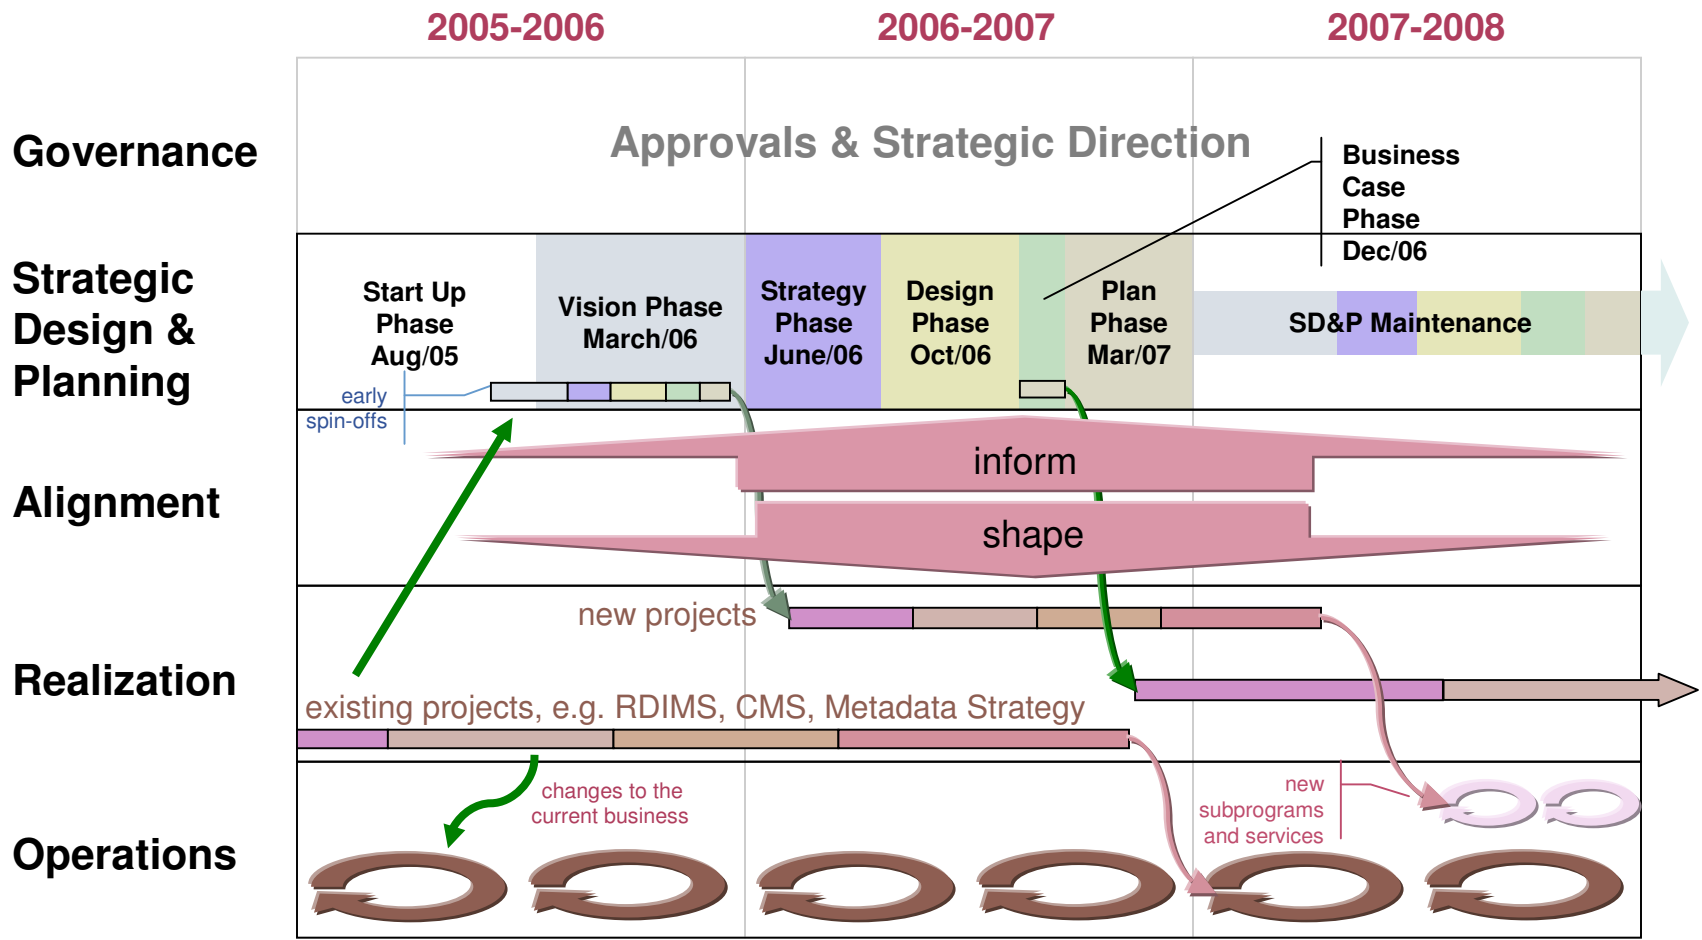 2005-2006
2006-2007
2007-2008
Governance
Approvals & Strategic Direction
Business
Case
Phase
Dec/06
Strategic
Design &
Planning
Start Up
Phase
Aug/05
Vision Phase
March/06
Strategy
Phase
June/06
Design
Phase
Oct/06
Plan
Phase
Mar/07
SD&P Maintenance
early
spin-offs
Alignment
inform
shape
Realization
new projects
existing projects, e.g. RDIMS, CMS, Metadata Strategy
Operations
changes to the
current business
new
subprograms
and services